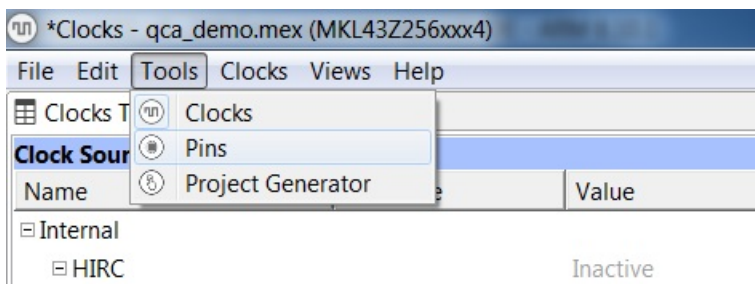 *Clocks - qca_demo.mex (MKL43Z256xxx4)
File Edit Tools Clocks Views Help
Clocks T
Clocks
Clock Sour
Pins
Name
Project Generator
Value
Internal
HIRC
Inactive